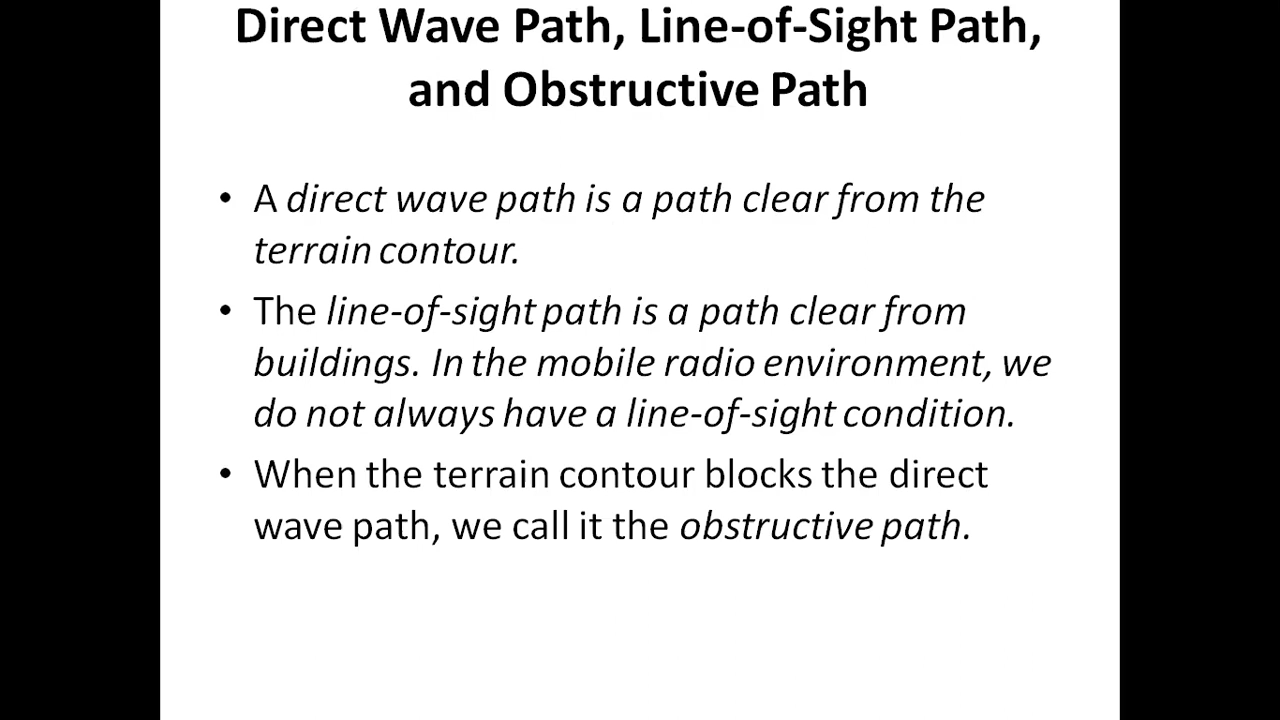 Direct Wave Path, Line-of-Sight Path,
and Obstructive Path
• A direct wave path is a path clear from the
terrain contour.
• The line-of-sight path is a path clear from
buildings. In the mobile radio environment, we
do not always have a line-of-sight condition.
• When the terrain contour blocks the direct
wave path, we call it the obstructive path.